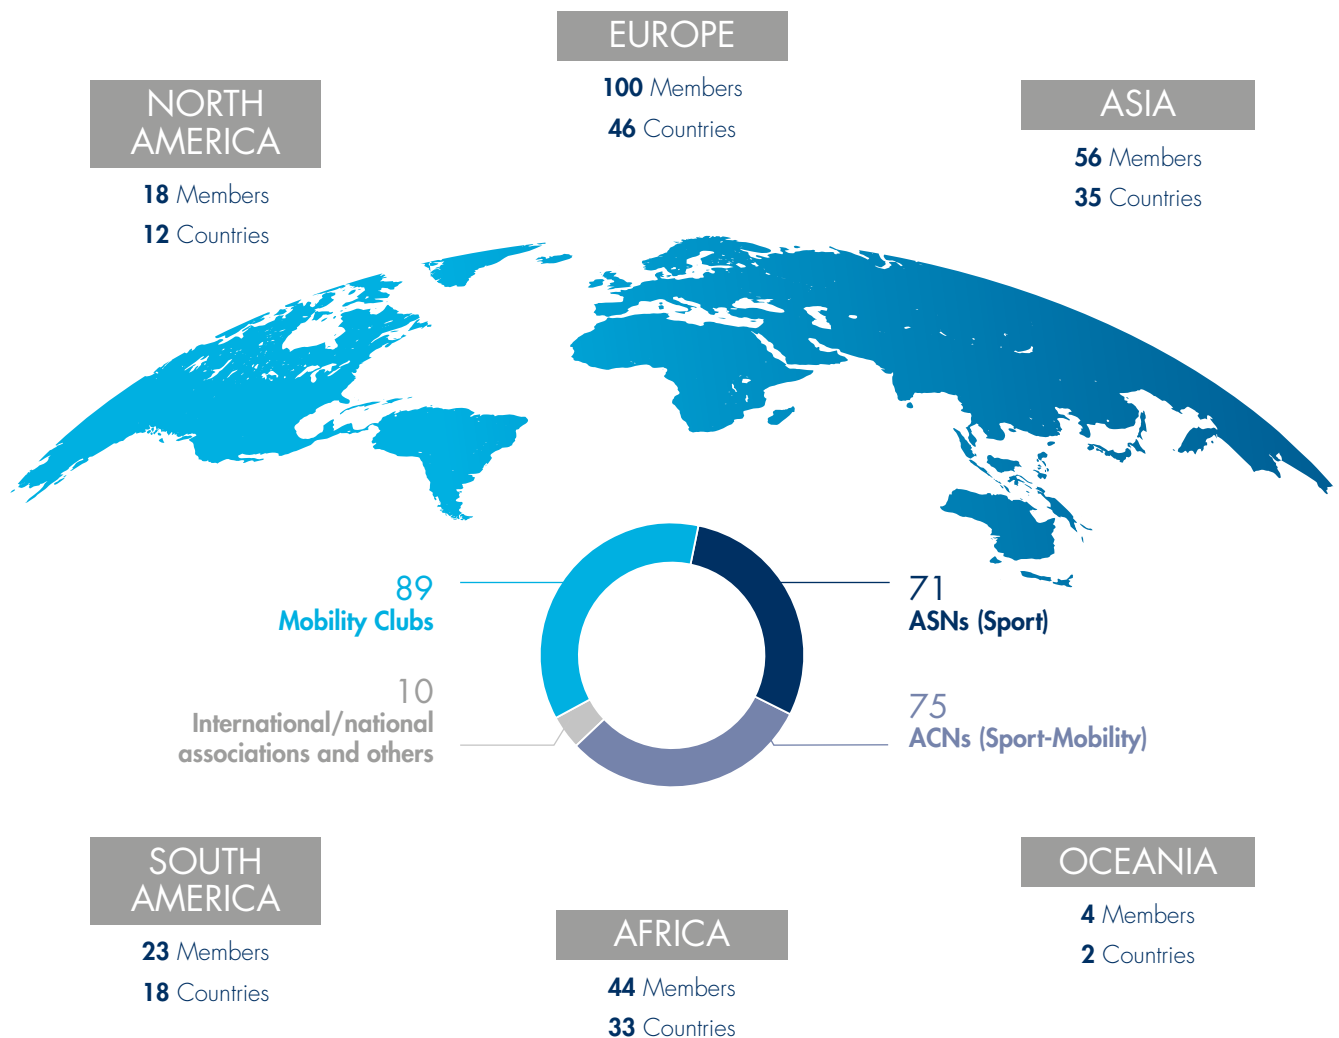 EUROPE
100 Members
46 Countries
NORTH
AMERICA
18 Members
12 Countries
ASIA
56 Members
35 Countries
89
Mobility Clubs
71
ASNs (Sport)
10
International/national
associations and others
75
ACNs (Sport-Mobility)
SOUTH
AMERICA
23 Members
18 Countries
AFRICA
44 Members
33 Countries
OCEANIA
4 Members
2 Countries